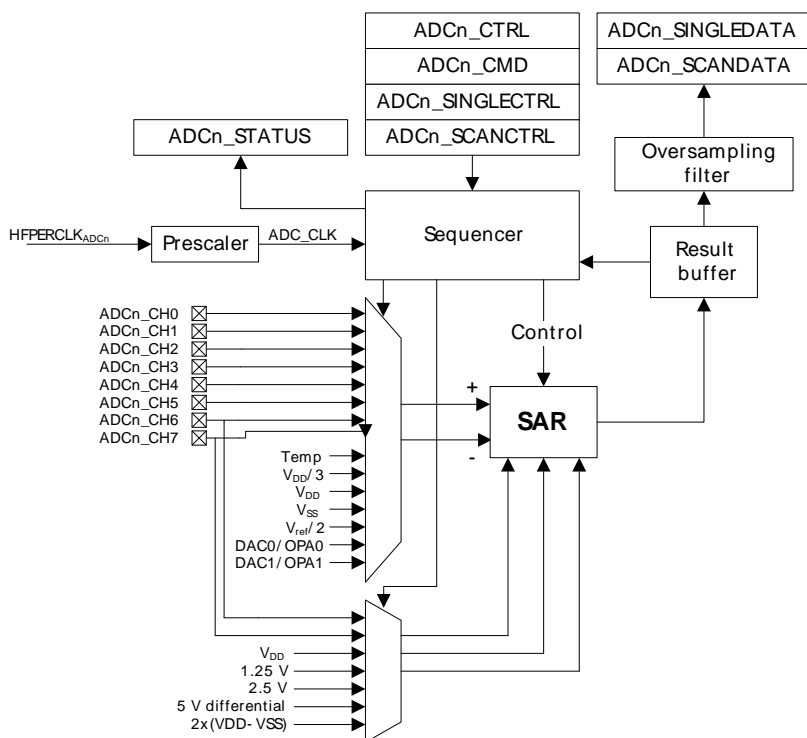 ADCn_CTRL
ADCn_CMD
ADCn_SINGLECTRL
ADCn_SCANCTRL
ADCn_SINGLEDATA
ADCn_SCANDATA
ADCn_STATUS
Oversampling
filter
HFPERCLK_ADCn
Prescaler
ADC_CLK
Sequencer
Result
buffer
ADCn_CH0
ADCn_CH1
ADCn_CH2
ADCn_CH3
ADCn_CH4
ADCn_CH5
ADCn_CH6
ADCn_CH7
Control
+
-
SAR
Temp
VDD/ 3
VDD
VSS
Vref/ 2
DAC0/ OPA0
DAC1/ OPA1
VDD
1.25 V
2.5 V
5 V differential
2x(VDD- VSS)